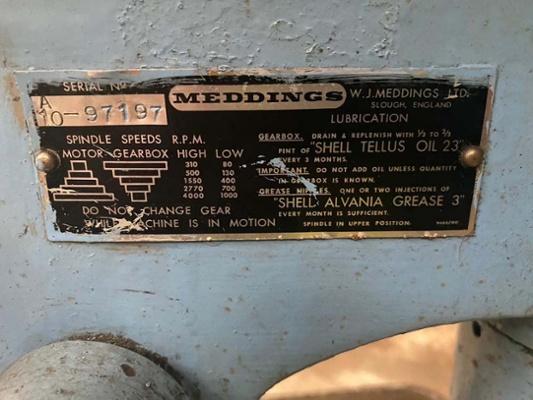 SERIAL No
A
10-97197
MEDDINGS
W.J.MEDDINGS LTD.
SLOUGH, ENGLAND
LUBRICATION
SPINDLE SPEEDS R.P.M.
MOTOR GEARBOX HIGH LOW
310 80
500 130
1550 400
2770 700
4000 1000
DO NOT CHANGE GEAR
WHILE MACHINE IS IN MOTION
GEARBOX. DRAIN & REPLENISH WITH 1/2 TO 2/3
PINT OF "SHELL TELLUS OIL 23"
EVERY 3 MONTHS.
IMPORTANT. DO NOT ADD OIL UNLESS QUANTITY
IN GEARBOX IS KNOWN.
GREASE NIPPLES. ONE OR TWO INJECTIONS OF
"SHELL ALVANIA GREASE 3"
EVERY MONTH IS SUFFICIENT.
SPINDLE IN UPPER POSITION.